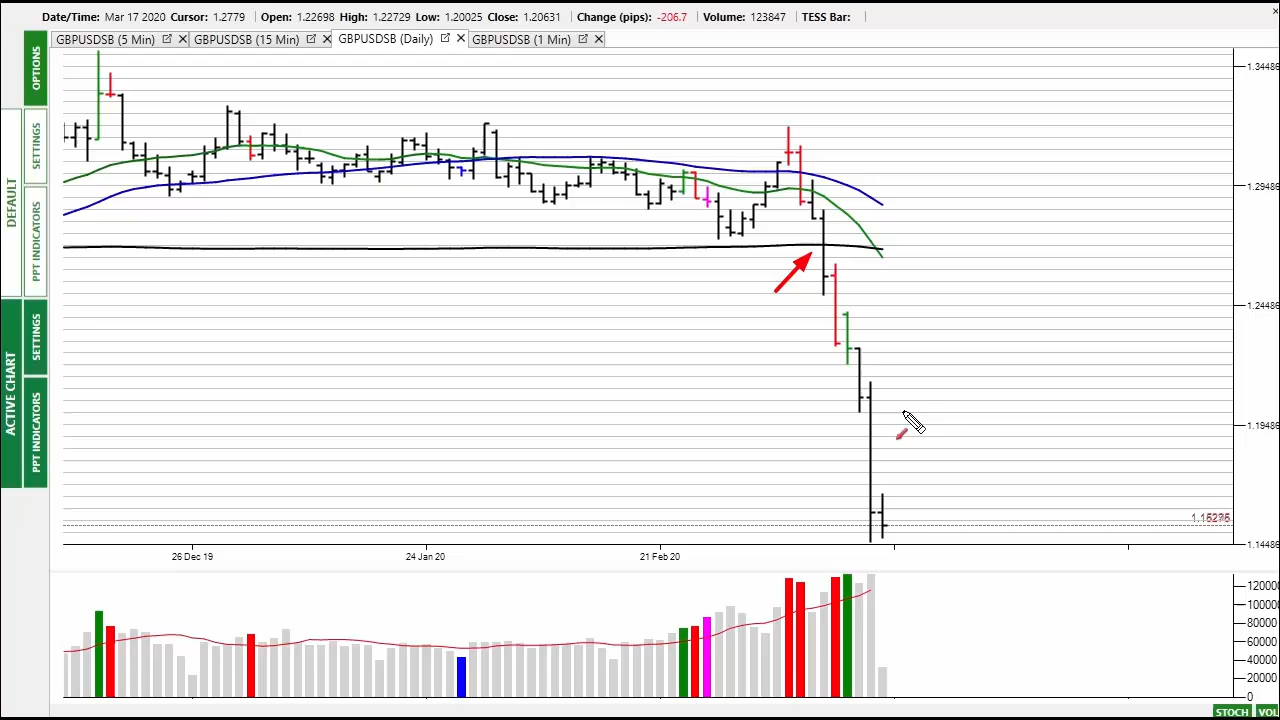 Date/Time: Mar 17 2020 Cursor: 1.2779 Open: 1.22698 High: 1.22729 Low: 1.20025 Close: 1.20631 Change (pips): -206.7 Volume: 123847 TESS Bar:
GBPUSDSB (5 Min) GBPUSDSB (15 Min) GBPUSDSB (Daily) GBPUSDSB (1 Min)
OPTIONS
SETTINGS
DEFAULT
PPT INDICATORS
SETTINGS
ACTIVE CHART
PPT INDICATORS
1.34486
1.29486
1.24486
1.19486
1.15275
1.14486
26 Dec 19 24 Jan 20 21 Feb 20
120000
100000
80000
60000
40000
20000
0
STOCH VOL